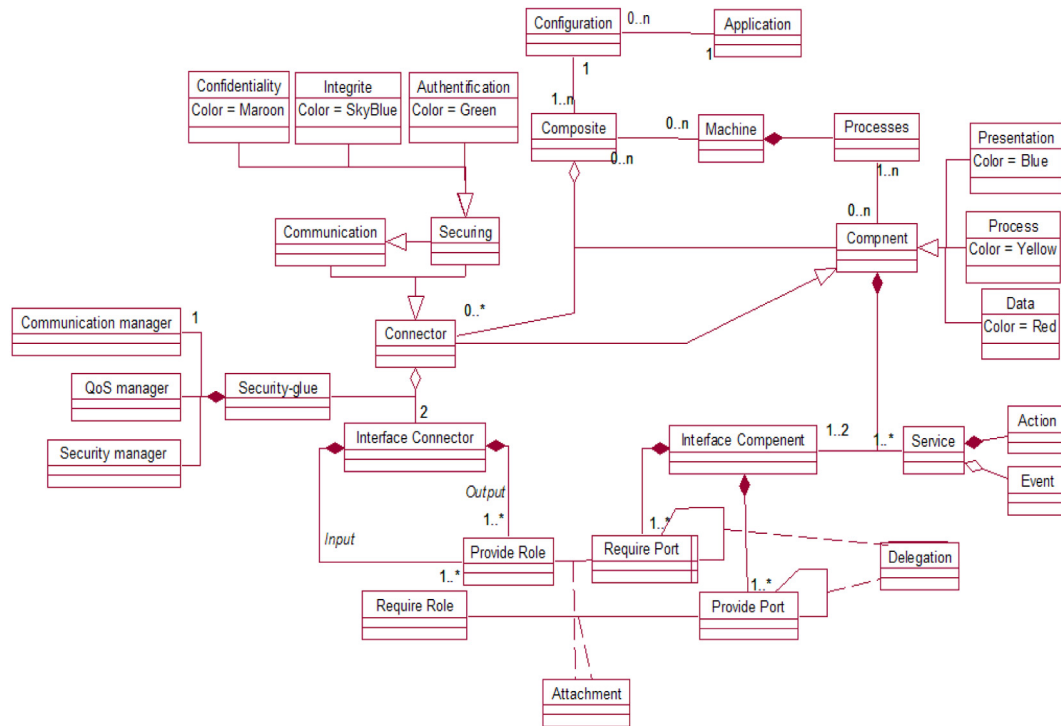 Configuration
0..n
Application
1
1
Confidentiality
Color = Maroon
Integrite
Color = SkyBlue
Authentification
Color = Green
1..n
Composite
0..n
0..n
Machine
Processes
1..n
Presentation
Color = Blue
0..n
Communication
Securing
Compnent
Process
Color = Yellow
Data
Color = Red
0..*
Connector
Communication manager
1
QoS manager
Security-glue
Security manager
2
Interface Connector
Interface Compenent
1..2
1..*
Service
Action
Event
Output
1..*
Input
1..*
Provide Role
1..*
Require Port
Delegation
1..*
Require Role
Provide Port
Attachment